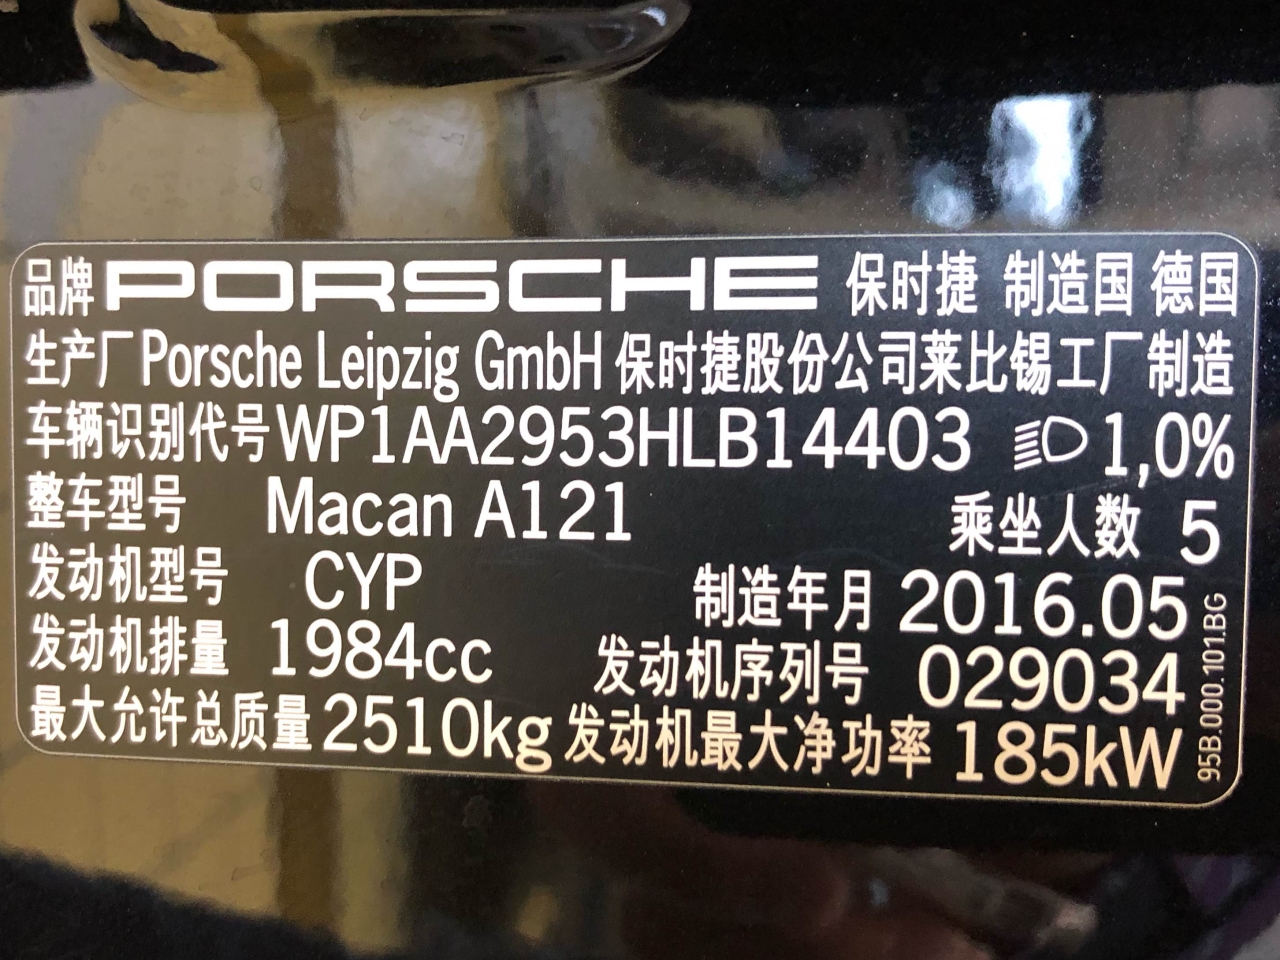 品牌 PORSCHE 保时捷 制造国 德国
生产厂 Porsche Leipzig GmbH 保时捷股份公司莱比锡工厂制造
车辆识别代号 WP1AA2953HLB14403 1,0%
整车型号 Macan A121 乘坐人数 5
发动机型号 CYP 制造年月 2016.05
发动机排量 1984cc 发动机序列号 029034
最大允许总质量 2510kg 发动机最大净功率 185kW
95B.000.101.BG